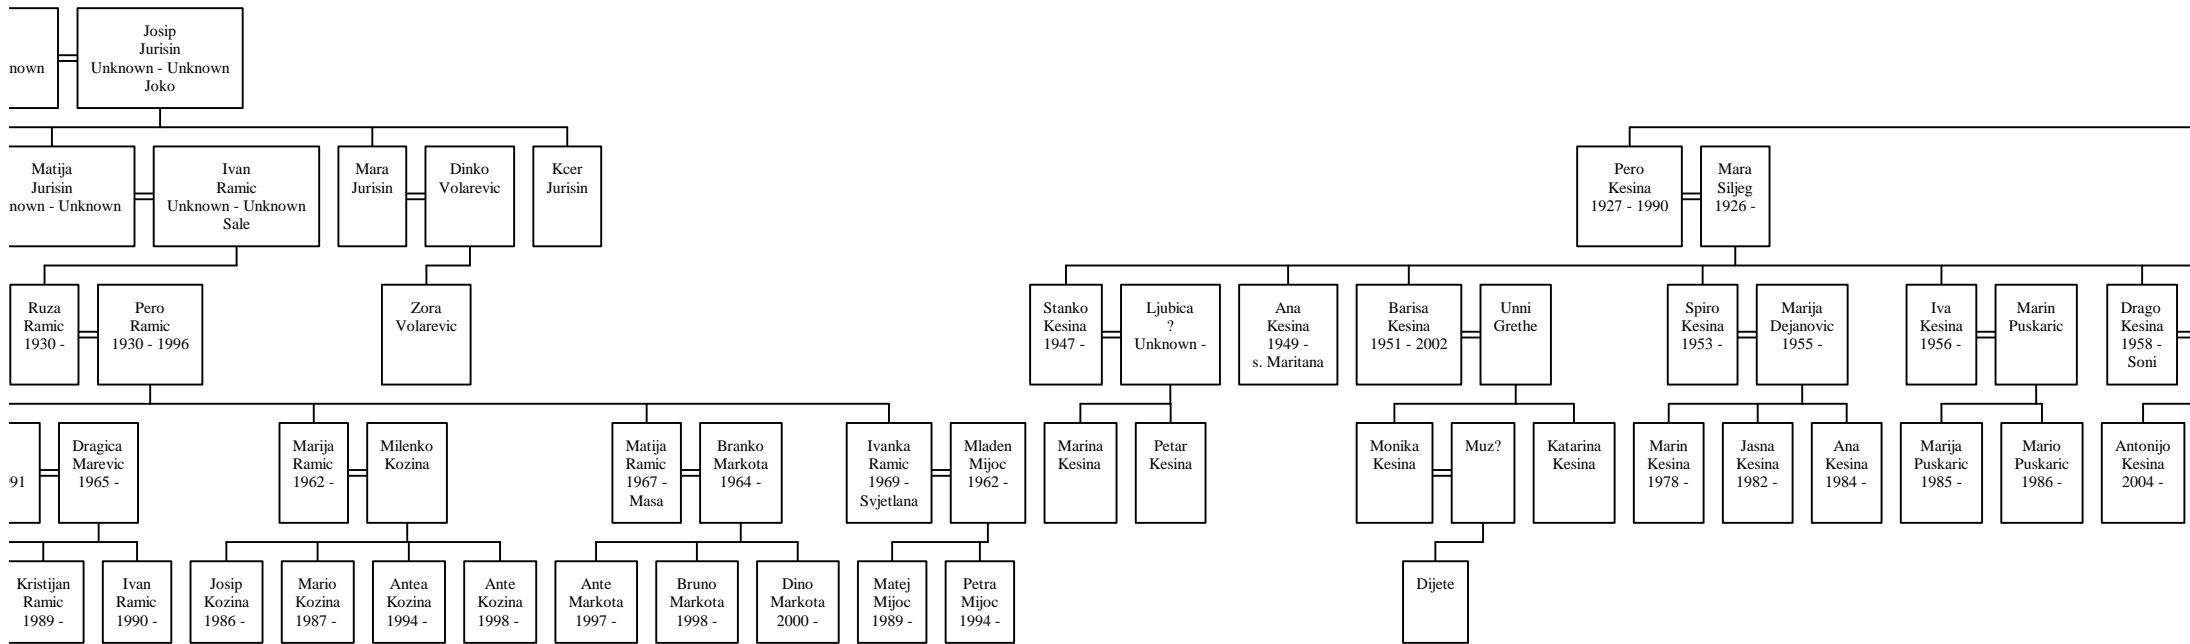 nown
Josip
Jurisin
Unknown - Unknown
Joko
Matija
Jurisin
nown - Unknown
Ivan
Ramic
Unknown - Unknown
Sale
Mara
Jurisin
Dinko
Volarevic
Kcer
Jurisin
Pero
Kesina
1927 - 1990
Mara
Siljeg
1926 -
Ruza
Ramic
1930 -
Pero
Ramic
1930 - 1996
Zora
Volarevic
Stanko
Kesina
1947 -
Ljubica
?
Unknown -
Ana
Kesina
1949 -
s. Maritana
Barisa
Kesina
1951 - 2002
Unni
Grethe
Spiro
Kesina
1953 -
Marija
Dejanovic
1955 -
Iva
Kesina
1956 -
Marin
Puskaric
Drago
Kesina
1958 -
Soni
991
Dragica
Marevic
1965 -
Marija
Ramic
1962 -
Milenko
Kozina
Matija
Ramic
1967 -
Masa
Branko
Markota
1964 -
Ivanka
Ramic
1969 -
Svjetlana
Mladen
Mijoc
1962 -
Marina
Kesina
Petar
Kesina
Monika
Kesina
Muz?
Katarina
Kesina
Marin
Kesina
1978 -
Jasna
Kesina
1982 -
Ana
Kesina
1984 -
Marija
Puskaric
1985 -
Mario
Puskaric
1986 -
Antonijo
Kesina
2004 -
Kristijan
Ramic
1989 -
Ivan
Ramic
1990 -
Josip
Kozina
1986 -
Mario
Kozina
1987 -
Antea
Kozina
1994 -
Ante
Kozina
1998 -
Ante
Markota
1997 -
Bruno
Markota
1998 -
Dino
Markota
2000 -
Matej
Mijoc
1989 -
Petra
Mijoc
1994 -
Dijete